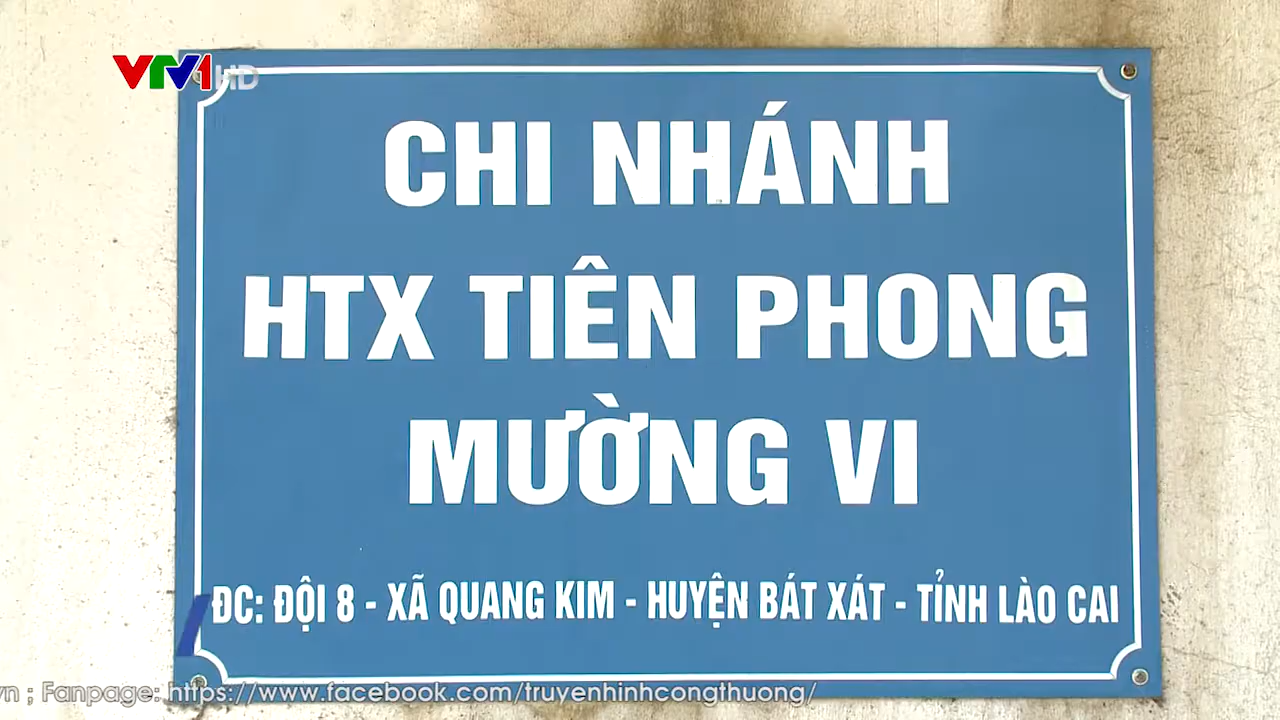 VTV1 HD
CHI NHÁNH
HTX TIÊN PHONG
MƯỜNG VI
ĐC: ĐỘI 8 - XÃ QUANG KIM - HUYỆN BÁT XÁT - TỈNH LÀO CAI
vn ; Fanpage: https://www.facebook.com/truyenhinhcongthuong/